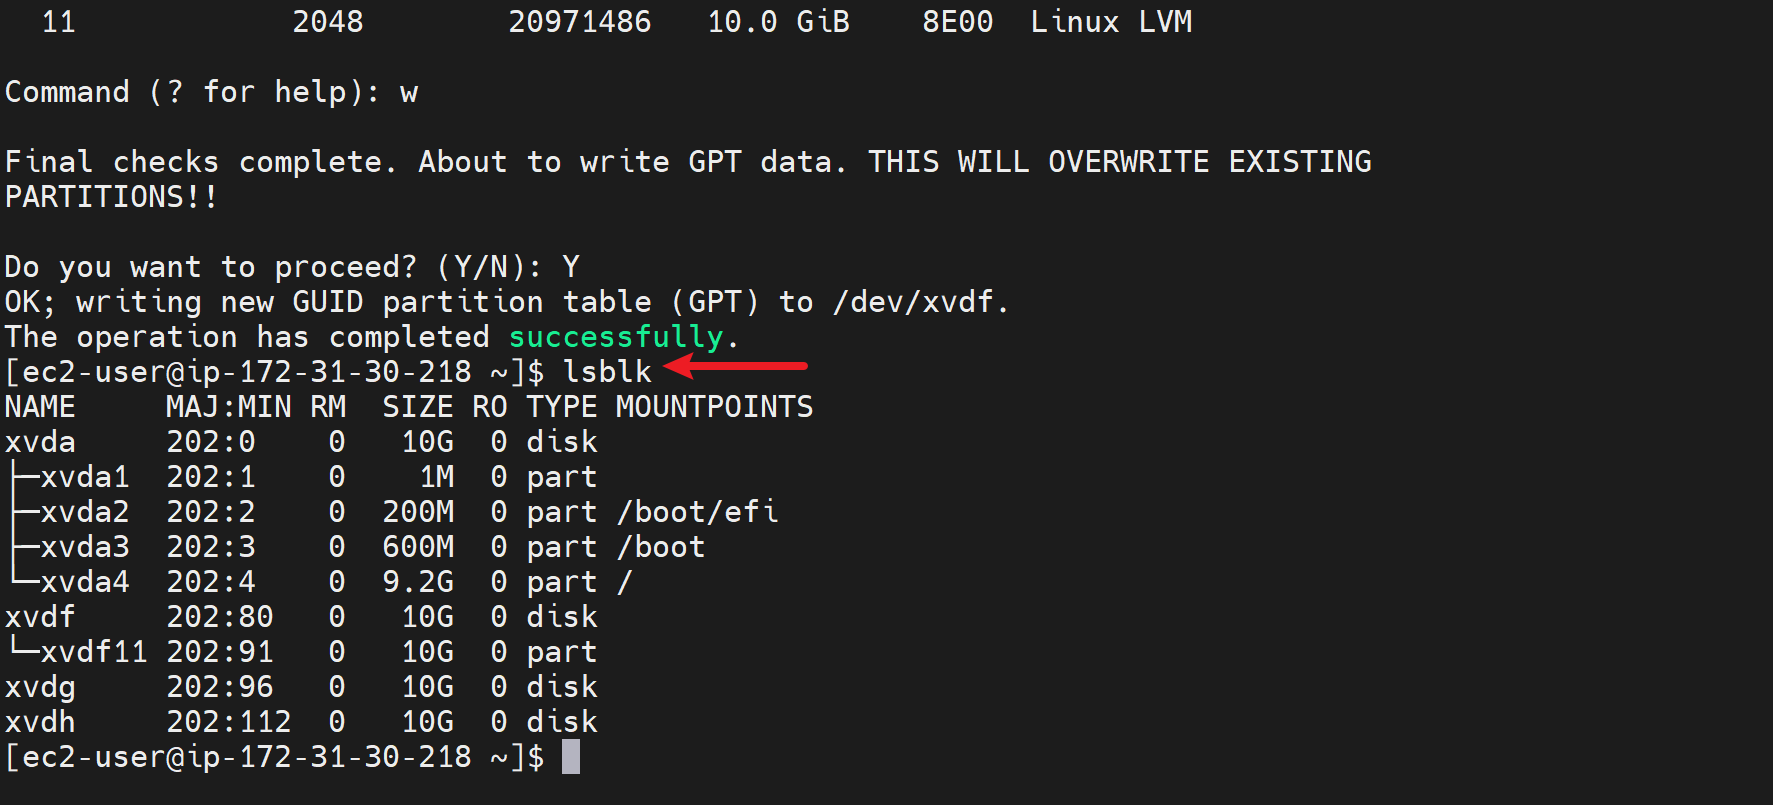 11            2048        20971486   10.0 GiB    8E00  Linux LVM
Command (? for help): w
Final checks complete. About to write GPT data. THIS WILL OVERWRITE EXISTING
PARTITIONS!!
Do you want to proceed? (Y/N): Y
OK; writing new GUID partition table (GPT) to /dev/xvdf.
The operation has completed successfully.
[ec2-user@ip-172-31-30-218 ~]$ lsblk
NAME     MAJ:MIN RM  SIZE RO TYPE MOUNTPOINTS
xvda     202:0    0   10G  0 disk
├─xvda1  202:1    0    1M  0 part
├─xvda2  202:2    0  200M  0 part /boot/efi
├─xvda3  202:3    0  600M  0 part /boot
└─xvda4  202:4    0  9.2G  0 part /
xvdf     202:80   0   10G  0 disk
└─xvdf11 202:91   0   10G  0 part
xvdg     202:96   0   10G  0 disk
xvdh     202:112  0   10G  0 disk
[ec2-user@ip-172-31-30-218 ~]$